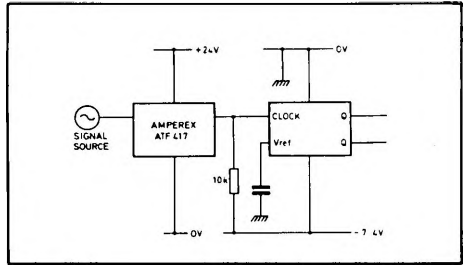 +24V
0V
SIGNAL
SOURCE
AMPEREX
ATF 417
CLOCK
Q
Vref
Q
10k
0V
-7 4V